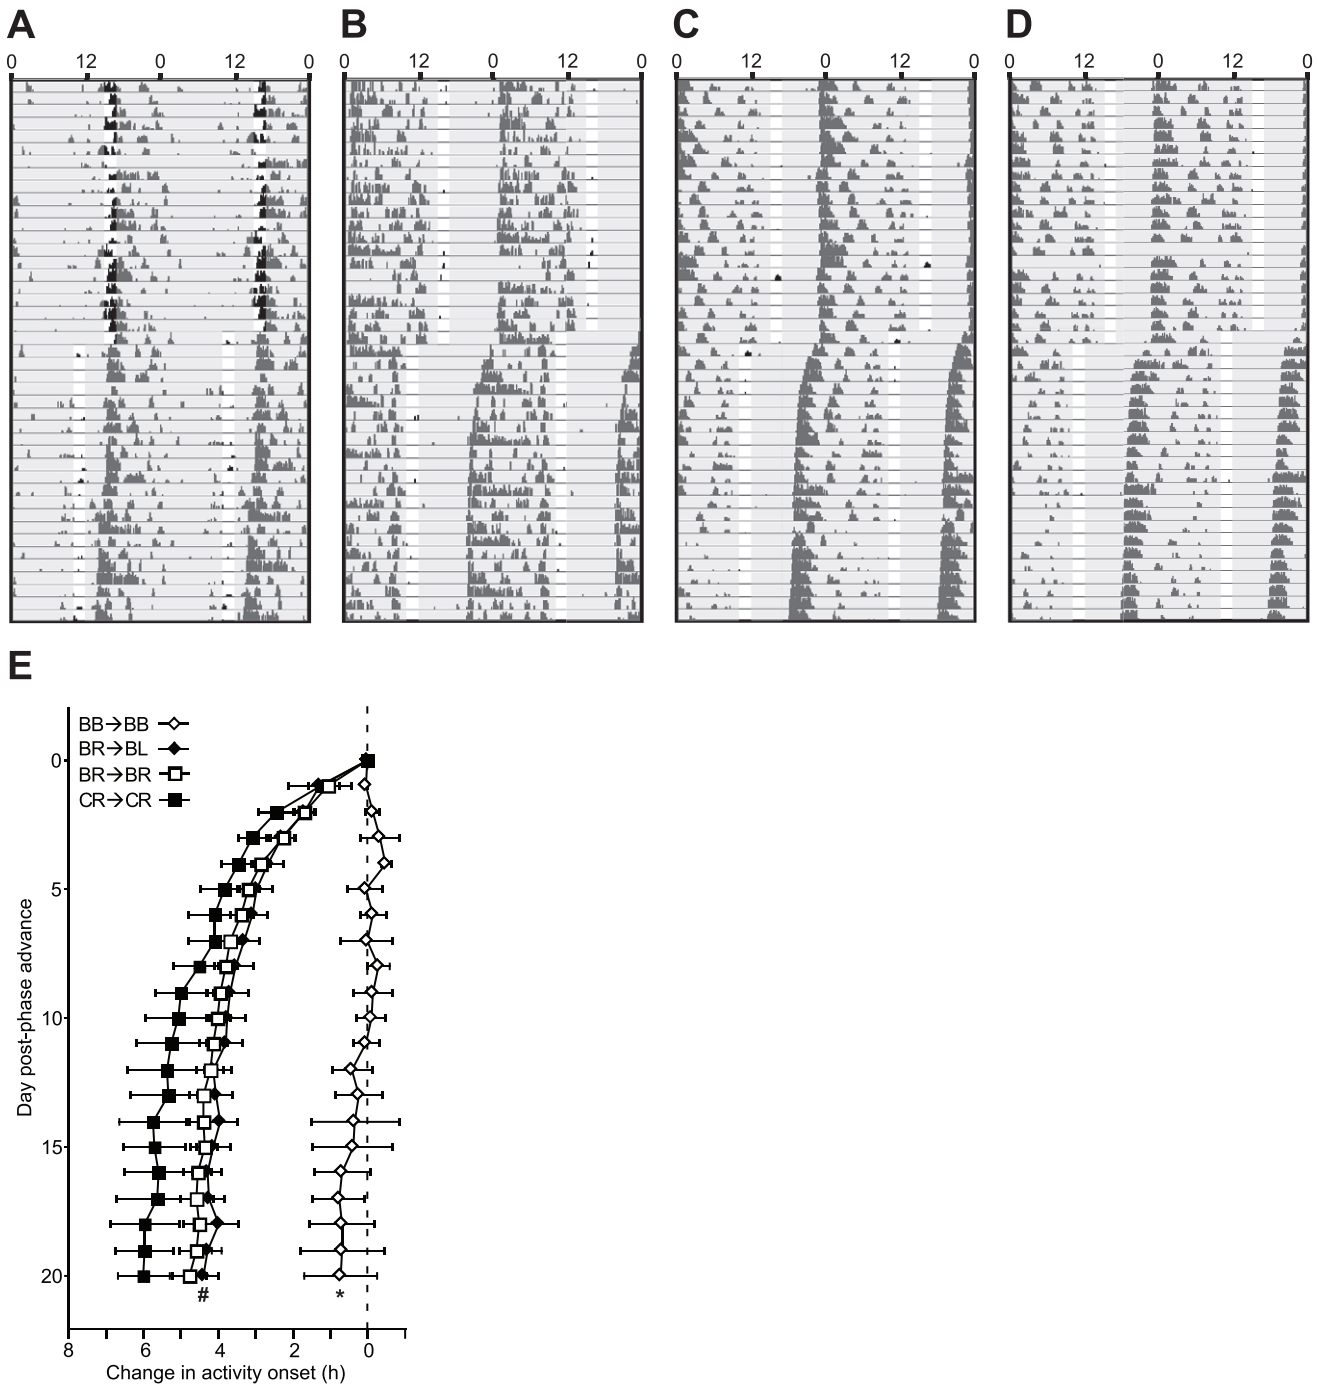 A B C D
0 12 0 12 0 0 12 0 12 0 0 12 0 12 0 0 12 0 12 0
E
BB→BB
BR→BL
BR→BR
CR→CR
0
5
10
15
20
Day post-phase advance
# *
8 6 4 2 0
Change in activity onset (h)